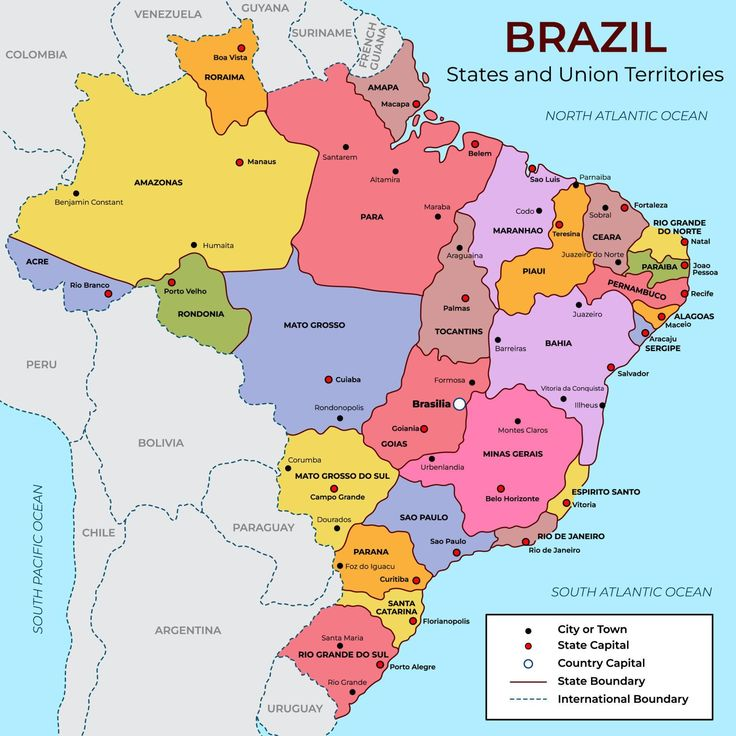 BRAZIL
States and Union Territories
NORTH ATLANTIC OCEAN
SOUTH ATLANTIC OCEAN
SOUTH PACIFIC OCEAN
VENEZUELA
GUYANA
SURINAME
FRENCH
GUIANA
COLOMBIA
PERU
BOLIVIA
CHILE
PARAGUAY
ARGENTINA
URUGUAY
Boa Vista
RORAIMA
AMAPA
Macapa
Manaus
AMAZONAS
Benjamin Constant
Humaita
Santarem
Altamira
Belem
PARA
Maraba
Sao Luis
Parnaiba
Codo
MARANHAO
Teresina
PIAUI
Fortaleza
Sobral
CEARA
Juazeiro do Norte
RIO GRANDE
DO NORTE
Natal
PARAIBA
Joao
Pessoa
PERNAMBUCO
Recife
ALAGOAS
Maceio
Aracaju
SERGIPE
ACRE
Rio Branco
Porto Velho
RONDONIA
MATO GROSSO
Cuiaba
Rondonopolis
Araguaina
Palmas
TOCANTINS
Juazeiro
Barreiras
BAHIA
Salvador
Vitoria da Conquista
Illheus
Formosa
Brasilia
Goiania
GOIAS
Montes Claros
MINAS GERAIS
Urbenlandia
Belo Horizonte
ESPIRITO SANTO
Vitoria
Corumba
MATO GROSSO DO SUL
Campo Grande
Dourados
SAO PAULO
Sao Paulo
RIO DE JANEIRO
Rio de Janeiro
PARANA
Foz do Iguacu
Curitiba
SANTA
CATARINA
Florianopolis
Santa Maria
RIO GRANDE DO SUL
Porto Alegre
Rio Grande
City or Town
State Capital
Country Capital
State Boundary
International Boundary